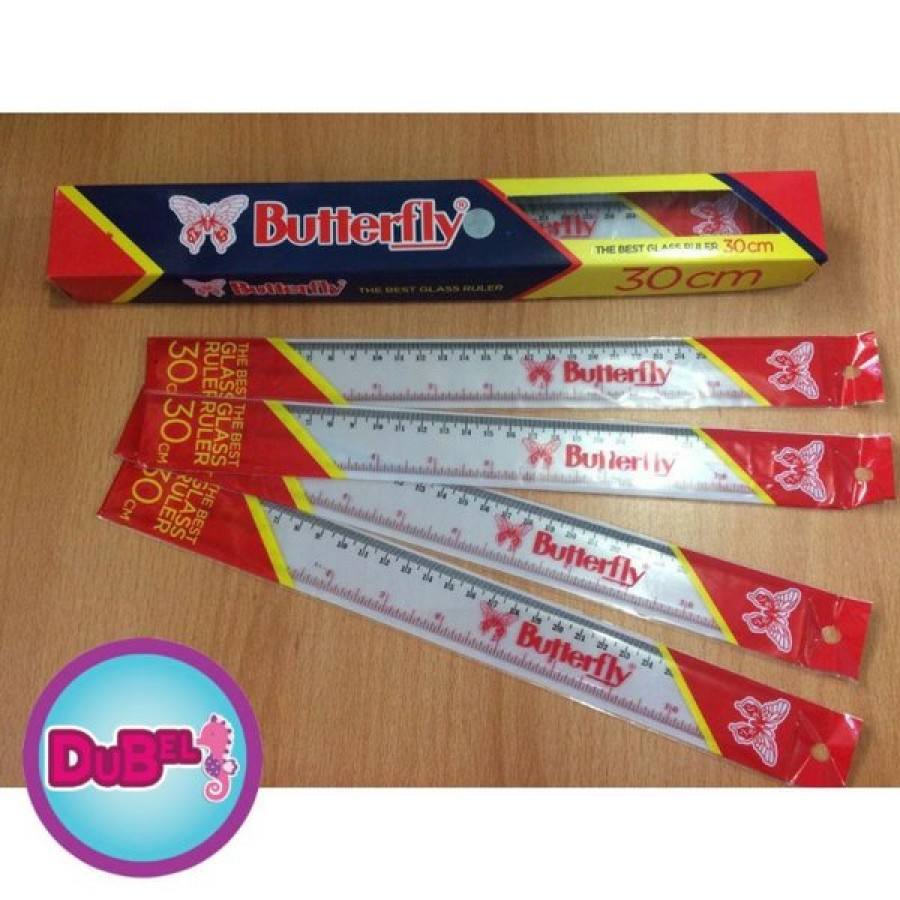 Butterfly®
Butterfly
THE BEST GLASS RULER 30cm
Butterfly
THE BEST GLASS RULER
30cm
THE BEST
GLASS
RULER
30CM
Butterfly
THE BEST
GLASS
RULER
30CM
Butterfly
Butterfly
THE BEST
GLASS
RULER
30CM
Butterfly
DuBEL